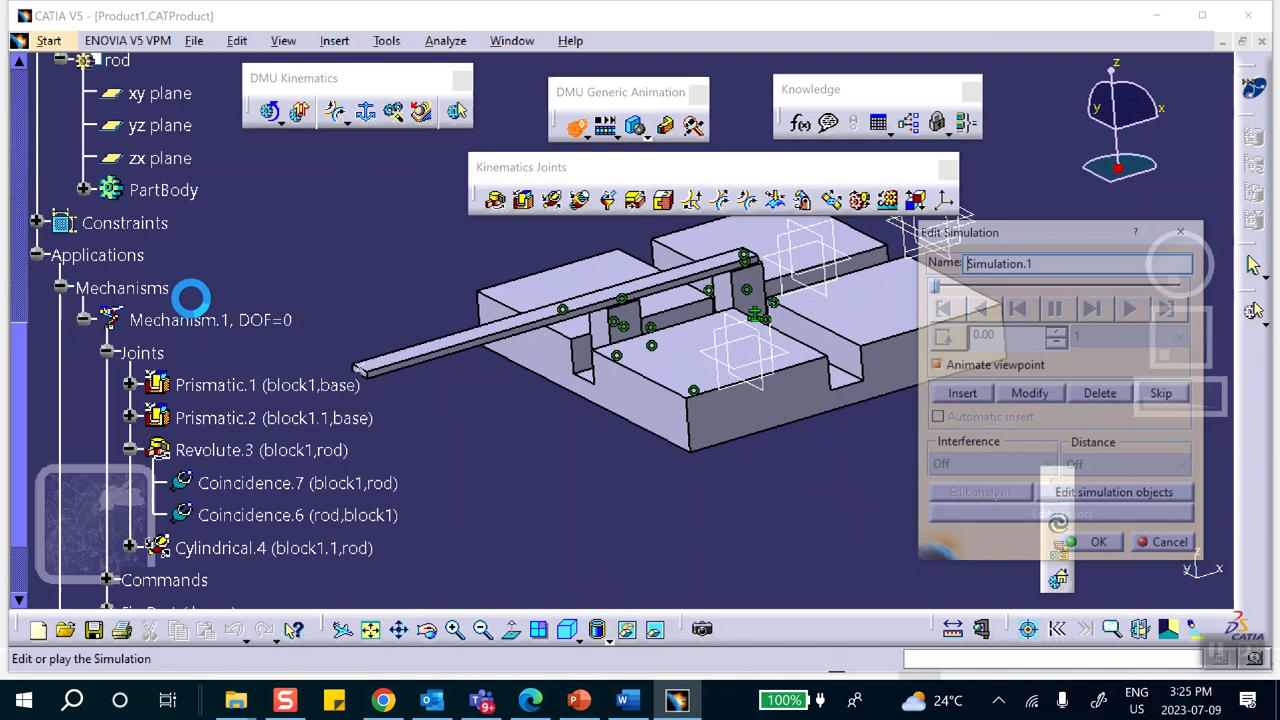 CATIA V5 - [Product1.CATProduct]
Start ENOVIA V5 VPM File Edit View Insert Tools Analyze Window Help
rod
xy plane
yz plane
zx plane
PartBody
Constraints
Applications
Mechanisms
Mechanism.1, DOF=0
Joints
Prismatic.1 (block1,base)
Prismatic.2 (block1.1,base)
Revolute.3 (block1,rod)
Coincidence.7 (block1,rod)
Coincidence.6 (rod,block1)
Cylindrical.4 (block1.1,rod)
Commands
DMU Kinematics
DMU Generic Animation
Knowledge
f(x)
Kinematics Joints
z
y
x
Edit Simulation ?
Name: Simulation.1
0.00 1
Animate viewpoint
Insert Modify Delete Skip
Automatic insert
Interference Distance
Off Off
Edit analysis Edit simulation objects
Edit sensors
OK Cancel
z
y x
CATIA
Edit or play the Simulation
100% 24°C ENG US 3:25 PM 2023-07-09